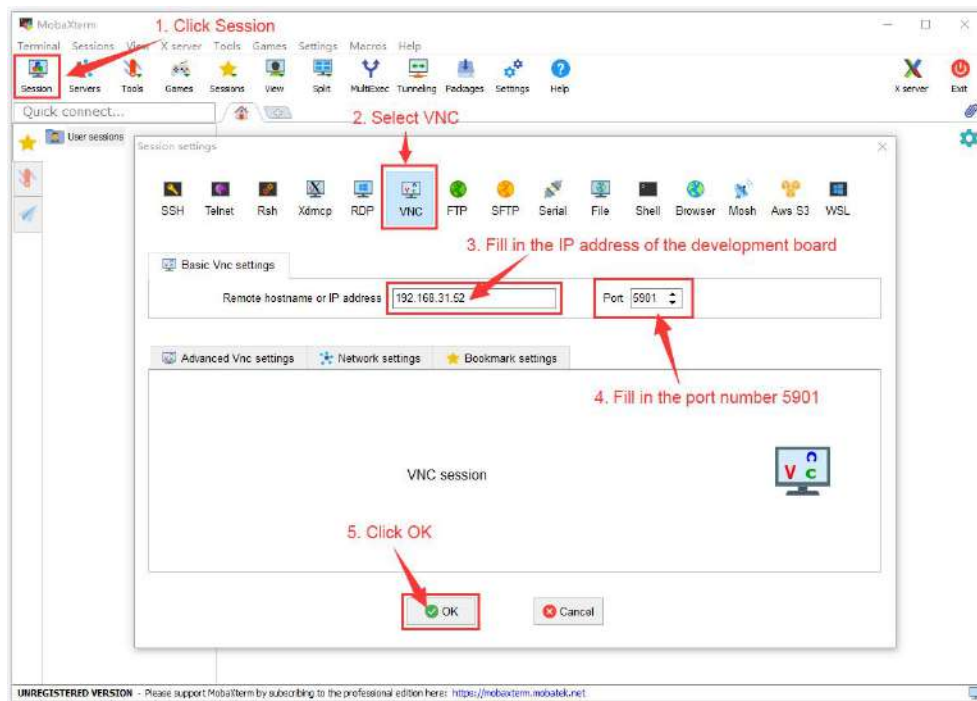 MobaXterm
1. Click Session
Terminal Sessions View X server Tools Games Settings Macros Help
Session Servers Tools Games Sessions View Split MultiExec Tunneling Packages Settings Help X server Exit
Quick connect...
2. Select VNC
User sessions
Session settings
SSH Telnet Rsh Xdmcp RDP VNC FTP SFTP Serial File Shell Browser Mosh Aws S3 WSL
3. Fill in the IP address of the development board
Basic Vnc settings
Remote hostname or IP address 192.168.31.52 Port 5901
Advanced Vnc settings Network settings Bookmark settings
4. Fill in the port number 5901
VNC session
5. Click OK
OK Cancel
UNREGISTERED VERSION - Please support MobaXterm by subscribing to the professional edition here: https://mobaxterm.mobatek.net